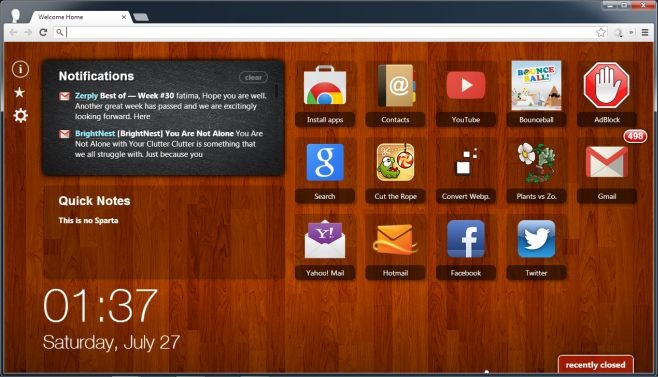 Welcome Home
Notifications
clear
Zerply Best of — Week #30 fatima, Hope you are well.
Another great week has passed and we are excitingly
looking forward. Here
BrightNest [BrightNest] You Are Not Alone You Are
Not Alone with Your Clutter Clutter is something that
we all struggle with. Just because you
Quick Notes
This is no Sparta
01:37
Saturday, July 27
Install apps
Contacts
YouTube
BOUNCE BALL!
Bounceball
AdBlock
498
Search
Cut the Rope
Convert Webp.
Plants vs Zo.
Gmail
Yahoo! Mail
Hotmail
Facebook
Twitter
recently closed